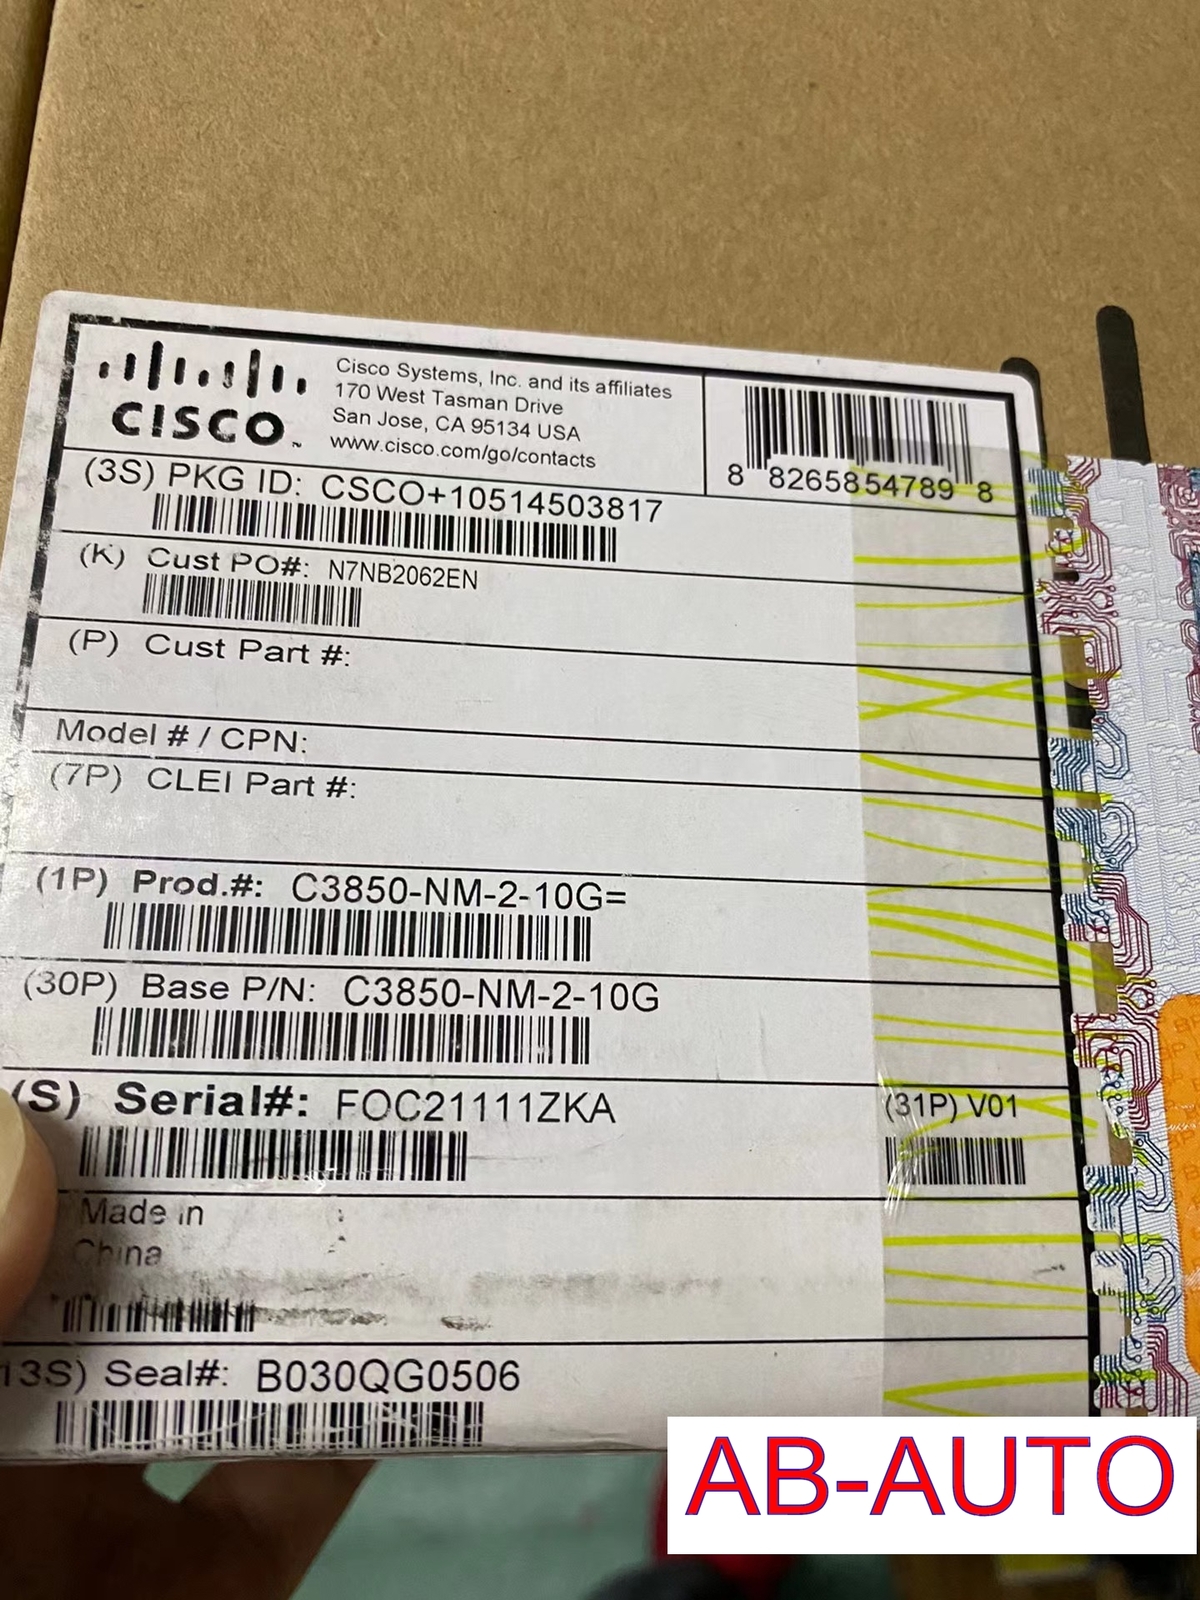 CISCO
Cisco Systems, Inc. and its affiliates
170 West Tasman Drive
San Jose, CA 95134 USA
www.cisco.com/go/contacts
8 82658 54789 8
(3S) PKG ID: CSCO+10514503817
(K) Cust PO#: N7NB2062EN
(P) Cust Part #:
Model # / CPN:
(7P) CLEI Part #:
(1P) Prod.#: C3850-NM-2-10G=
(30P) Base P/N: C3850-NM-2-10G
(S) Serial#: FOC21111ZKA
(31P) V01
Made in :
China :
13S) Seal#: B030QG0506
AB-AUTO